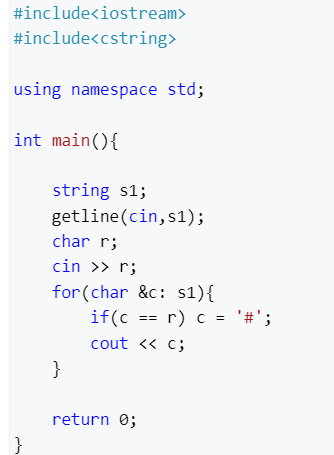 #include<iostream>
#include<cstring>
using namespace std;
int main(){
string s1;
getline(cin,s1);
char r;
cin >> r;
for(char &c: s1){
if(c == r) c = '#';
cout << c;
}
return 0;
}